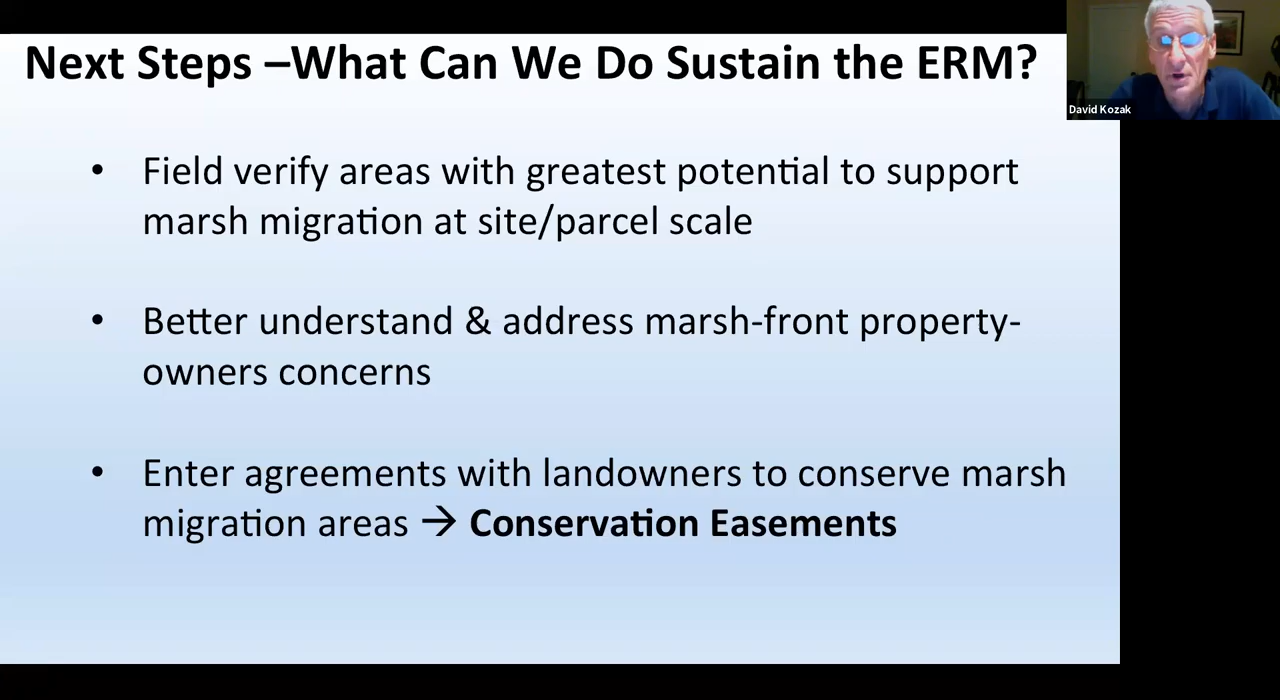 Next Steps –What Can We Do Sustain the ERM?
David Kozak
• Field verify areas with greatest potential to support
marsh migration at site/parcel scale
• Better understand & address marsh-front property-
owners concerns
• Enter agreements with landowners to conserve marsh
migration areas → Conservation Easements